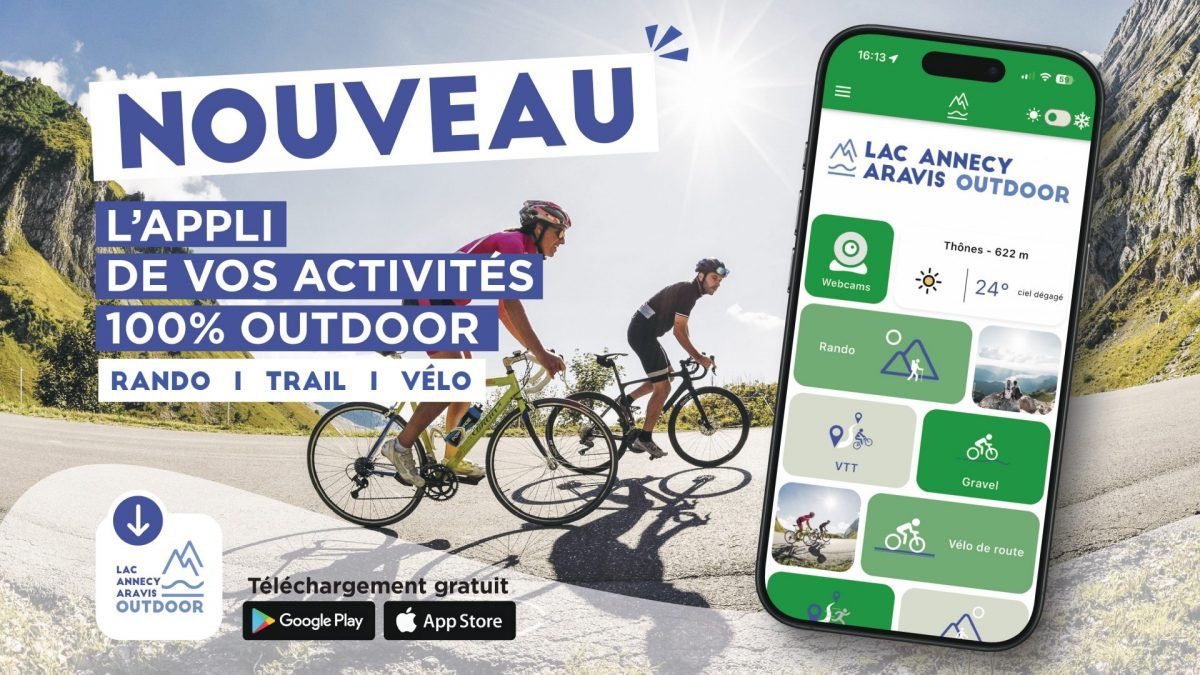 NOUVEAU
L'APPLI
DE VOS ACTIVITÉS
100% OUTDOOR
RANDO I TRAIL I VÉLO
LAC
ANNECY
ARAVIS
OUTDOOR
Téléchargement gratuit
Google Play
App Store
16:13
59
LAC ANNECY
ARAVIS OUTDOOR
Webcams
Thônes - 622 m
24° ciel dégagé
Rando
VTT
Gravel
Vélo de route